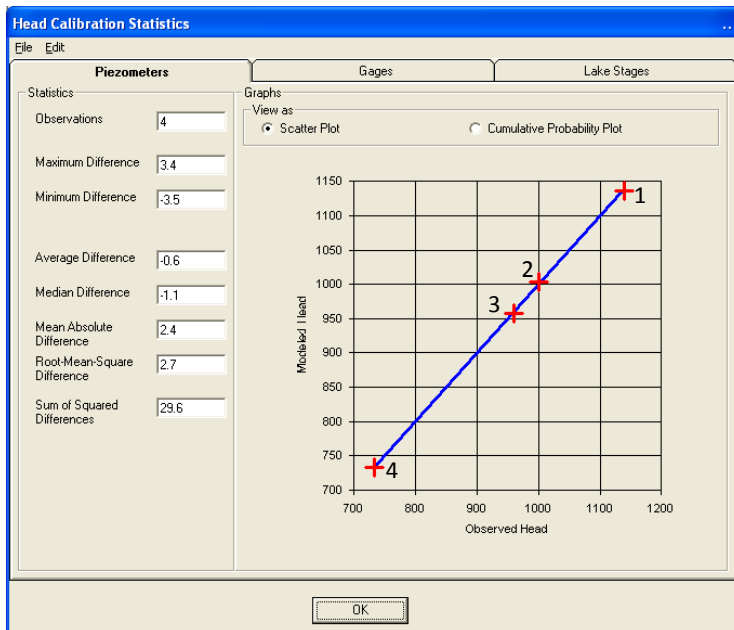 Head Calibration Statistics
File Edit
Piezometers Gages Lake Stages
Statistics
Observations 4
Maximum Difference 3.4
Minimum Difference -3.5
Average Difference -0.6
Median Difference -1.1
Mean Absolute
Difference 2.4
Root-Mean-Square
Difference 2.7
Sum of Squared
Differences 29.6
Graphs
View as
Scatter Plot Cumulative Probability Plot
1150
1100
1050
1000
950
900
850
800
750
700
Modeled Head
1
2
3
4
700 800 900 1000 1100 1200
Observed Head
OK